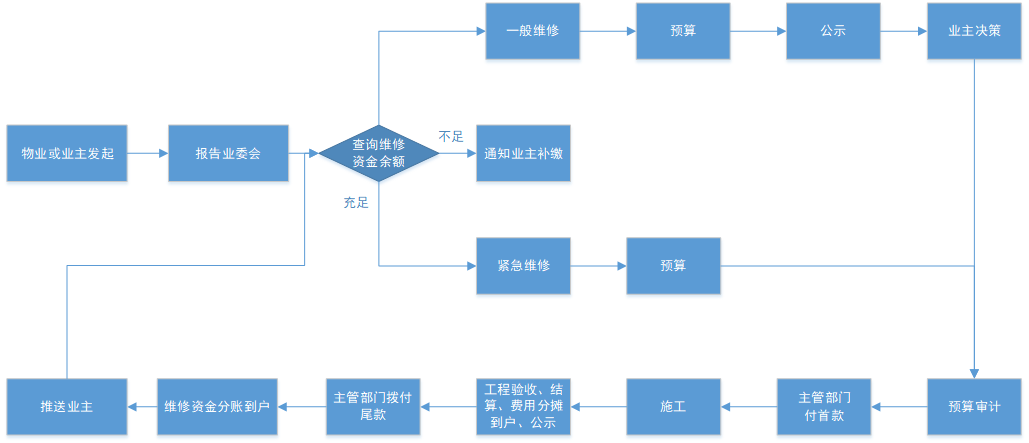 一般维修
预算
公示
业主决策
物业或业主发起
报告业委会
查询维修
资金余额
不足
通知业主补缴
充足
紧急维修
预算
推送业主
维修资金分账到户
主管部门拨付
尾款
工程验收、结
算、费用分摊
到户、公示
施工
主管部门
付首款
预算审计